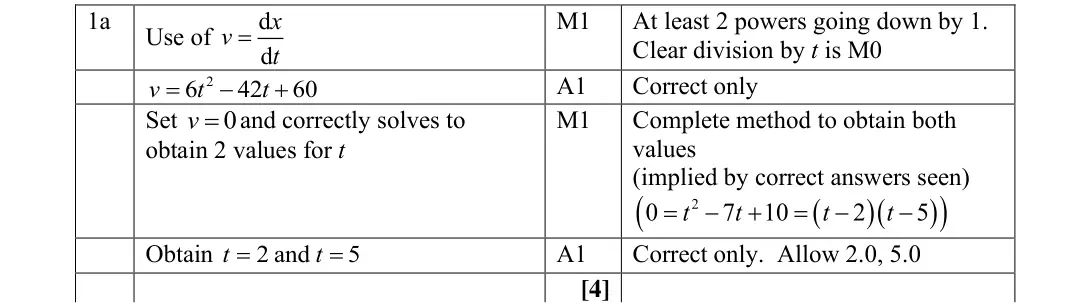 1a Use of v = dx/dt M1 At least 2 powers going down by 1.
Clear division by t is M0
v = 6t² − 42t + 60 A1 Correct only
Set v = 0 and correctly solves to M1 Complete method to obtain both
obtain 2 values for t values
(implied by correct answers seen)
(0 = t² − 7t + 10 = (t − 2)(t − 5))
Obtain t = 2 and t = 5 A1 Correct only. Allow 2.0, 5.0
[4]